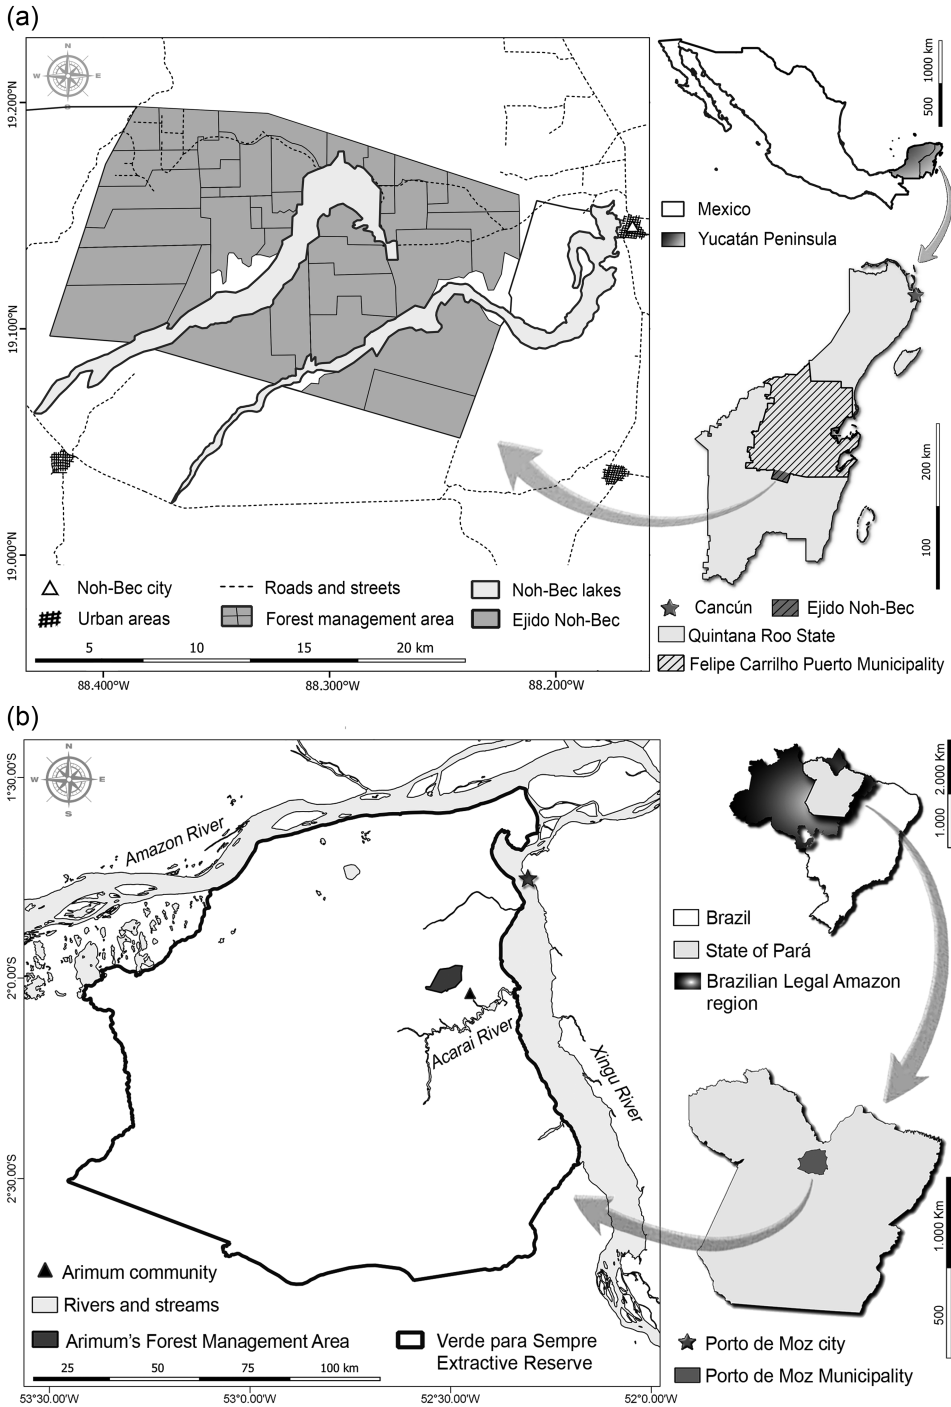 (a)
N
W E
S
19.200°N
19.100°N
19.000°N
Noh-Bec city
Roads and streets
Noh-Bec lakes
Urban areas
Forest management area
Ejido Noh-Bec
5 10 15 20 km
88.400°W 88.300°W 88.200°W
500 1000 km
Mexico
Yucatán Peninsula
100 200 km
Cancún
Ejido Noh-Bec
Quintana Roo State
Felipe Carrilho Puerto Municipality
(b)
N
W E
S
1°30.00'S
2°0.00'S
2°30.00'S
Amazon River
Acarai River
Xingu River
Arimum community
Rivers and streams
Arimum's Forest Management Area
Verde para Sempre
Extractive Reserve
25 50 75 100 km
53°30.00'W 53°0.00'W 52°30.00'W 52°0.00'W
1.000 2.000 Km
Brazil
State of Pará
Brazilian Legal Amazon
region
500 1.000 Km
Porto de Moz city
Porto de Moz Municipality